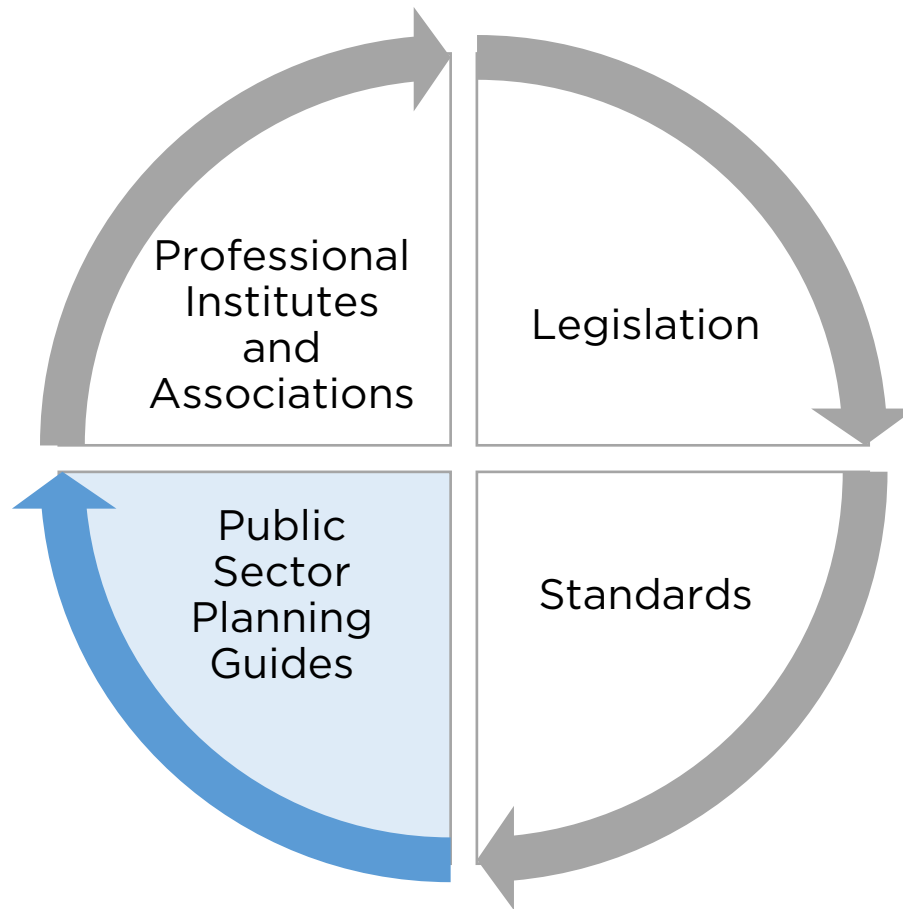 Professional
Institutes
and
Associations
Legislation
Public
Sector
Planning
Guides
Standards